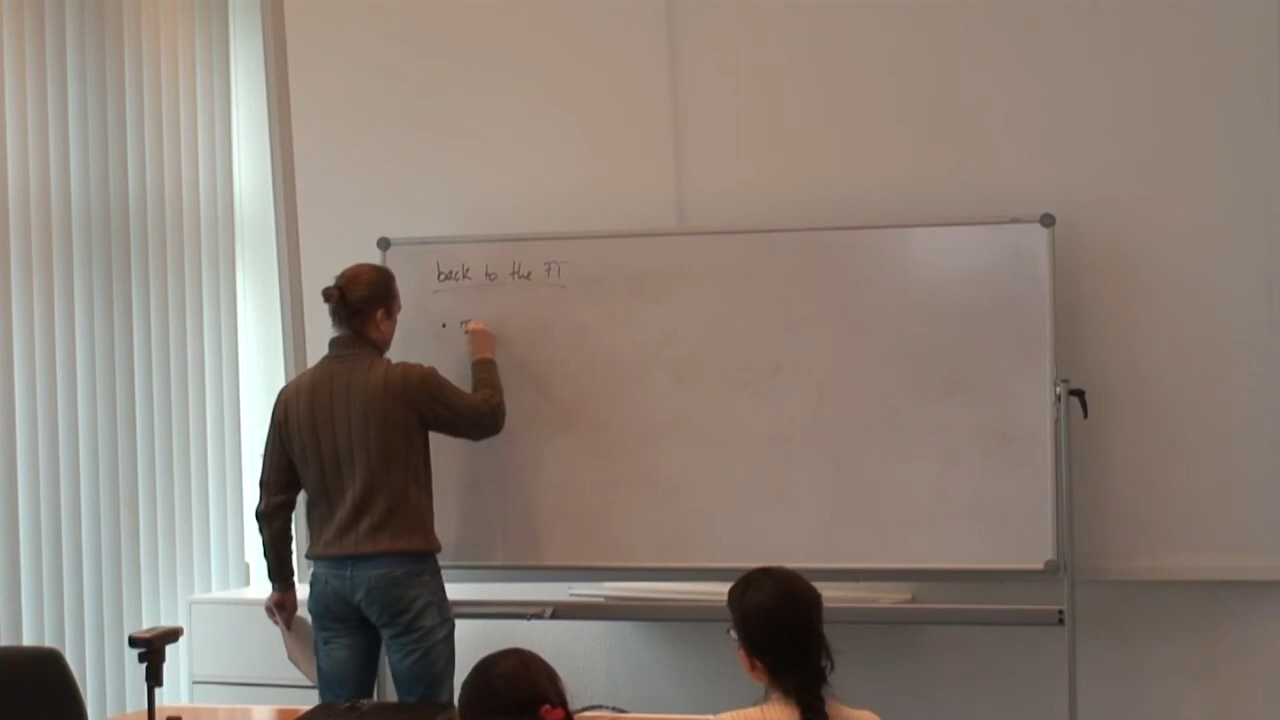 back to the FT
• π